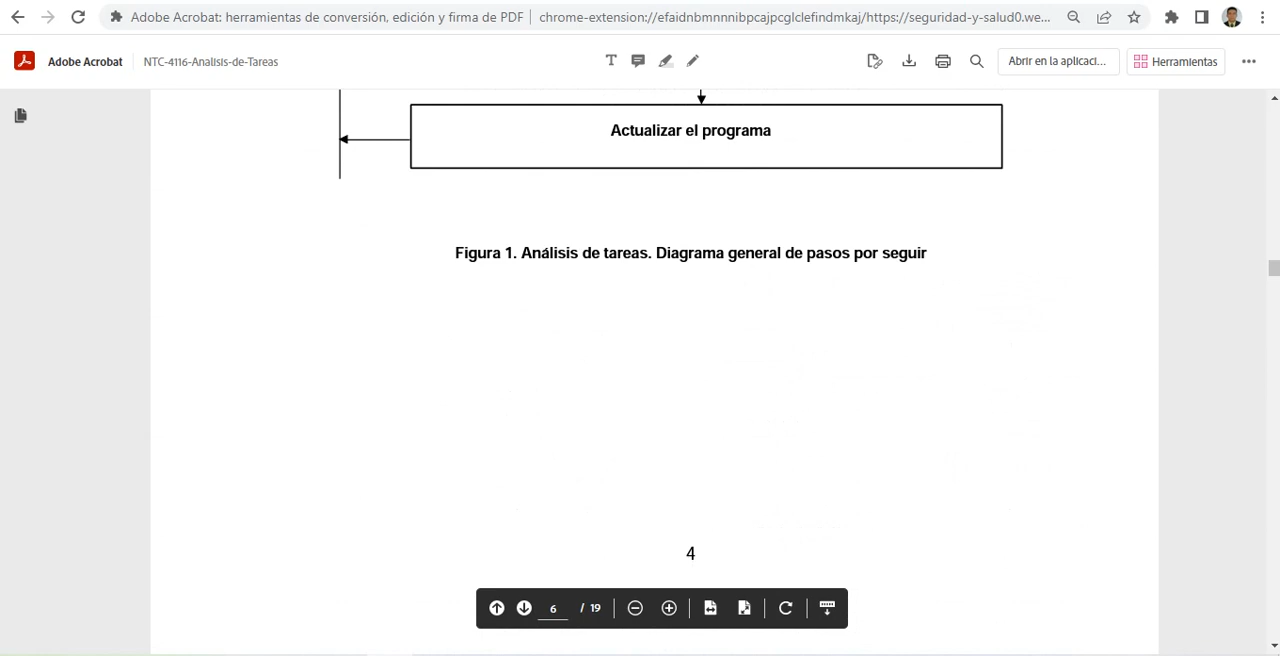 Adobe Acrobat: herramientas de conversión, edición y firma de PDF | chrome-extension://efaidnbmnnnibpcajpcglclefindmkaj/https://seguridad-y-salud0.we...
Adobe Acrobat NTC-4116-Analisis-de-Tareas T Abrir en la aplicaci... Herramientas
Actualizar el programa
Figura 1. Análisis de tareas. Diagrama general de pasos por seguir
4
6 / 19